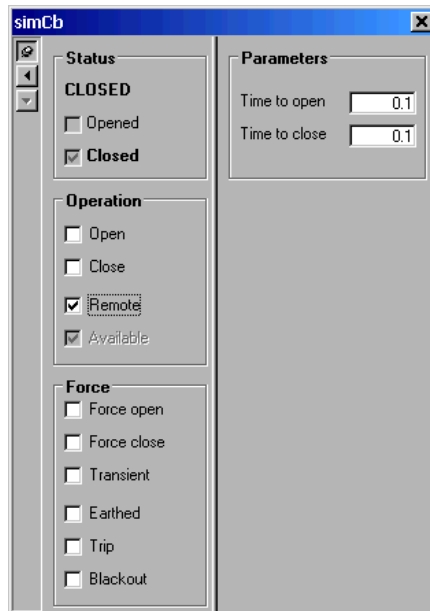 simCb
Status
CLOSED
Opened
Closed
Operation
Open
Close
Remote
Available
Force
Force open
Force close
Transient
Earthed
Trip
Blackout
Parameters
Time to open 0.1
Time to close 0.1